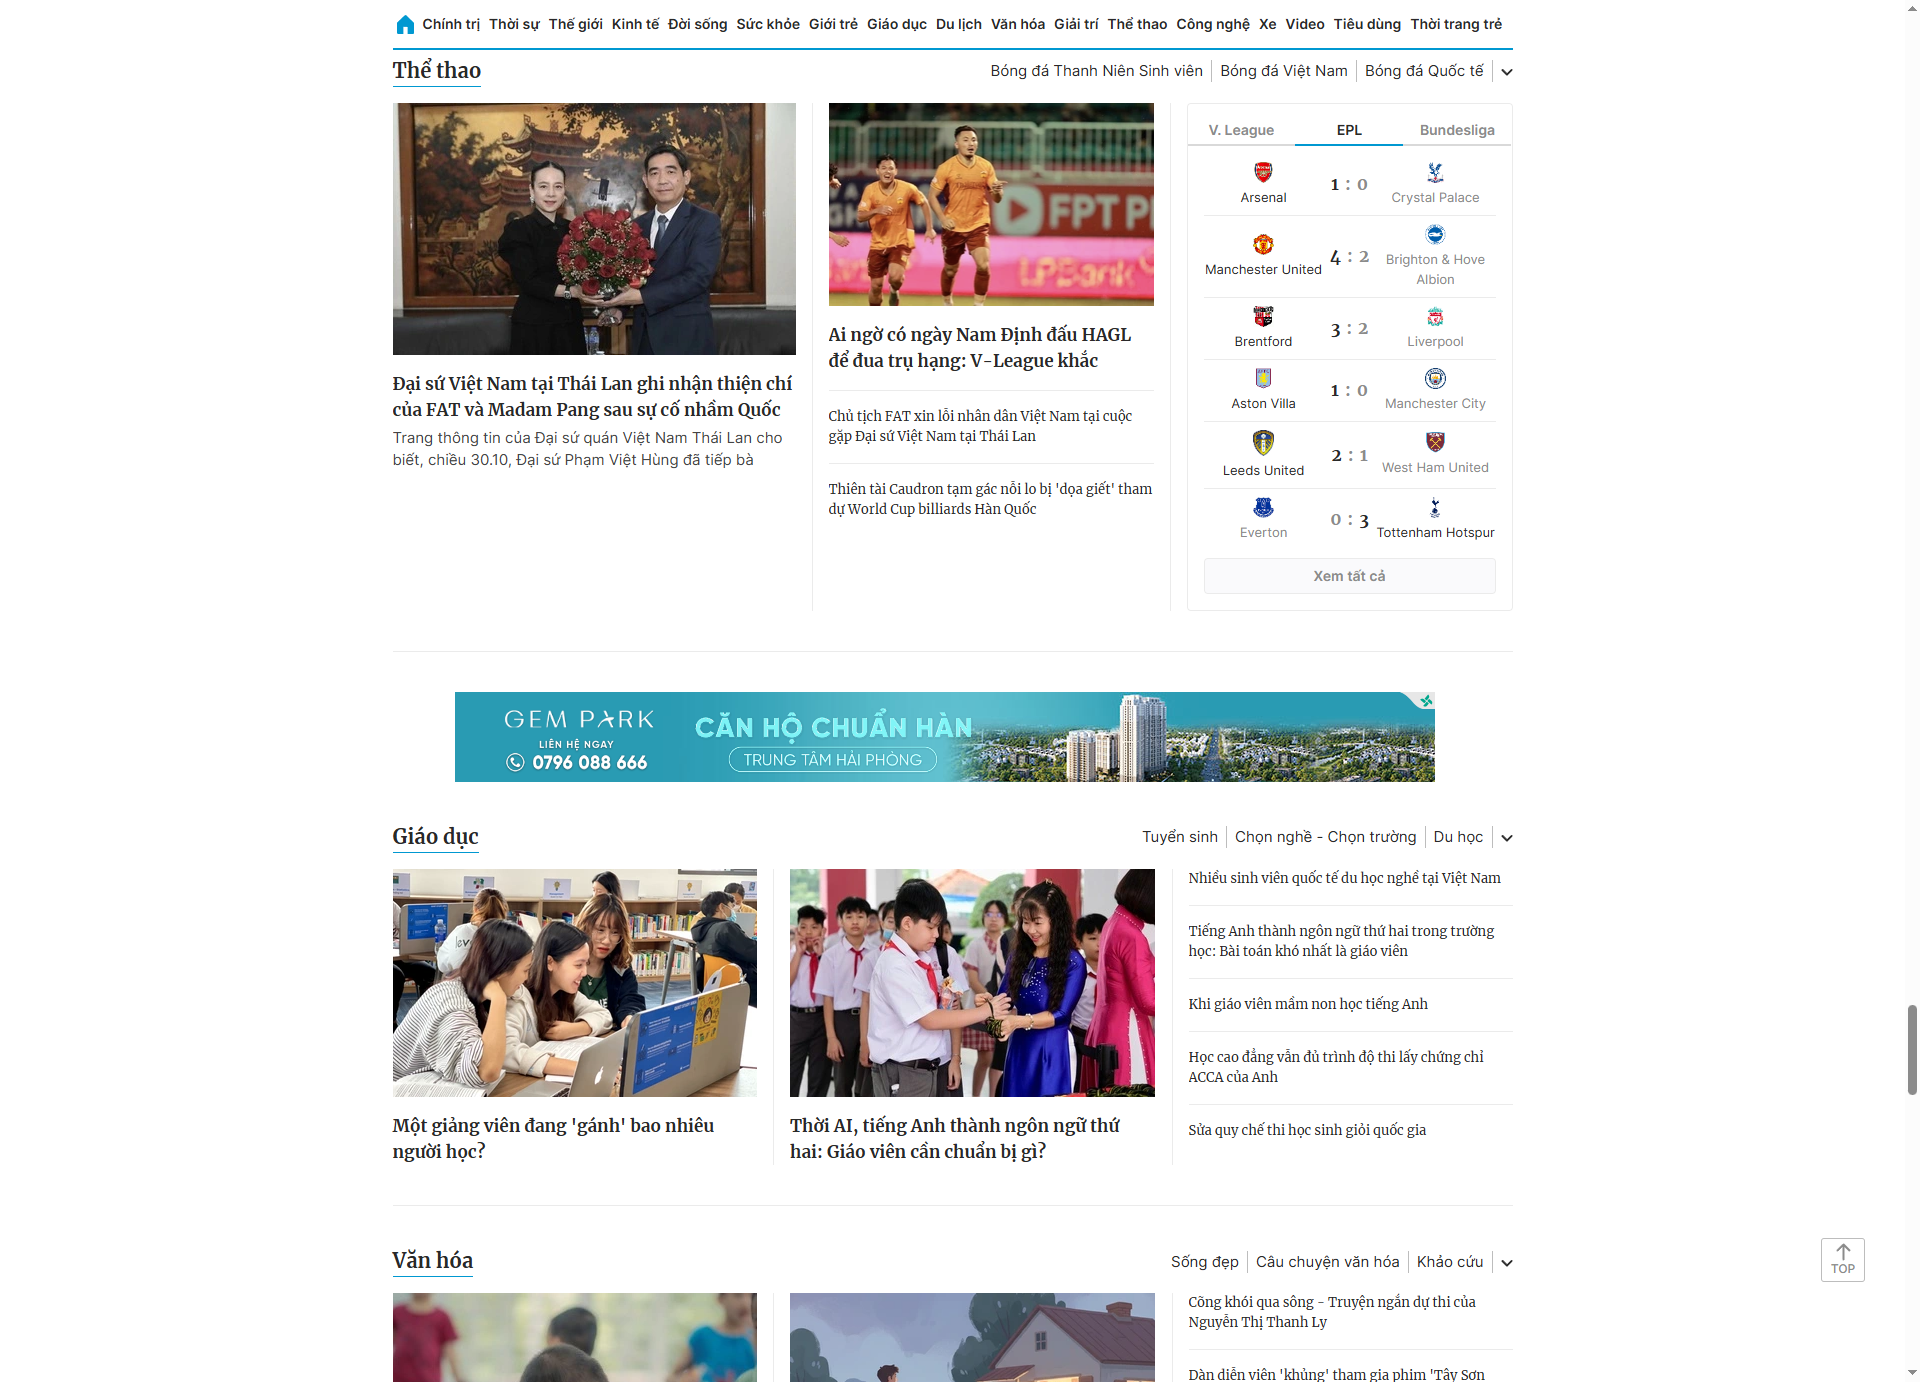 Chính trị Thời sự Thế giới Kinh tế Đời sống Sức khỏe Giới trẻ Giáo dục Du lịch Văn hóa Giải trí Thể thao Công nghệ Xe Video Tiêu dùng Thời trang trẻ
Thể thao
Bóng đá Thanh Niên Sinh viên
Bóng đá Việt Nam
Bóng đá Quốc tế
Đại sứ Việt Nam tại Thái Lan ghi nhận thiện chí
của FAT và Madam Pang sau sự cố nhầm Quốc
Trang thông tin của Đại sứ quán Việt Nam Thái Lan cho
biết, chiều 30.10, Đại sứ Phạm Việt Hùng đã tiếp bà
FPT P
LPBank
Ai ngờ có ngày Nam Định đấu HAGL
để đua trụ hạng: V-League khắc
Chủ tịch FAT xin lỗi nhân dân Việt Nam tại cuộc
gặp Đại sứ Việt Nam tại Thái Lan
Thiên tài Caudron tạm gác nỗi lo bị 'dọa giết' tham
dự World Cup billiards Hàn Quốc
V. League EPL Bundesliga
Arsenal 1 : 0 Crystal Palace
Manchester United 4 : 2 Brighton & Hove
Albion
Brentford 3 : 2 Liverpool
Aston Villa 1 : 0 Manchester City
Leeds United 2 : 1 West Ham United
Everton 0 : 3 Tottenham Hotspur
Xem tất cả
GEM PARK
LIÊN HỆ NGAY
0796 088 666
CĂN HỘ CHUẨN HÀN
TRUNG TÂM HẢI PHÒNG
Giáo dục
Tuyển sinh
Chọn nghề - Chọn trường
Du học
Một giảng viên đang 'gánh' bao nhiêu
người học?
Thời AI, tiếng Anh thành ngôn ngữ thứ
hai: Giáo viên cần chuẩn bị gì?
Nhiều sinh viên quốc tế du học nghề tại Việt Nam
Tiếng Anh thành ngôn ngữ thứ hai trong trường
học: Bài toán khó nhất là giáo viên
Khi giáo viên mầm non học tiếng Anh
Học cao đẳng vẫn đủ trình độ thi lấy chứng chỉ
ACCA của Anh
Sửa quy chế thi học sinh giỏi quốc gia
Văn hóa
Sống đẹp
Câu chuyện văn hóa
Khảo cứu
Cõng khói qua sông - Truyện ngắn dự thi của
Nguyễn Thị Thanh Ly
Dàn diễn viên 'khủng' tham gia phim 'Tây Sơn
TOP